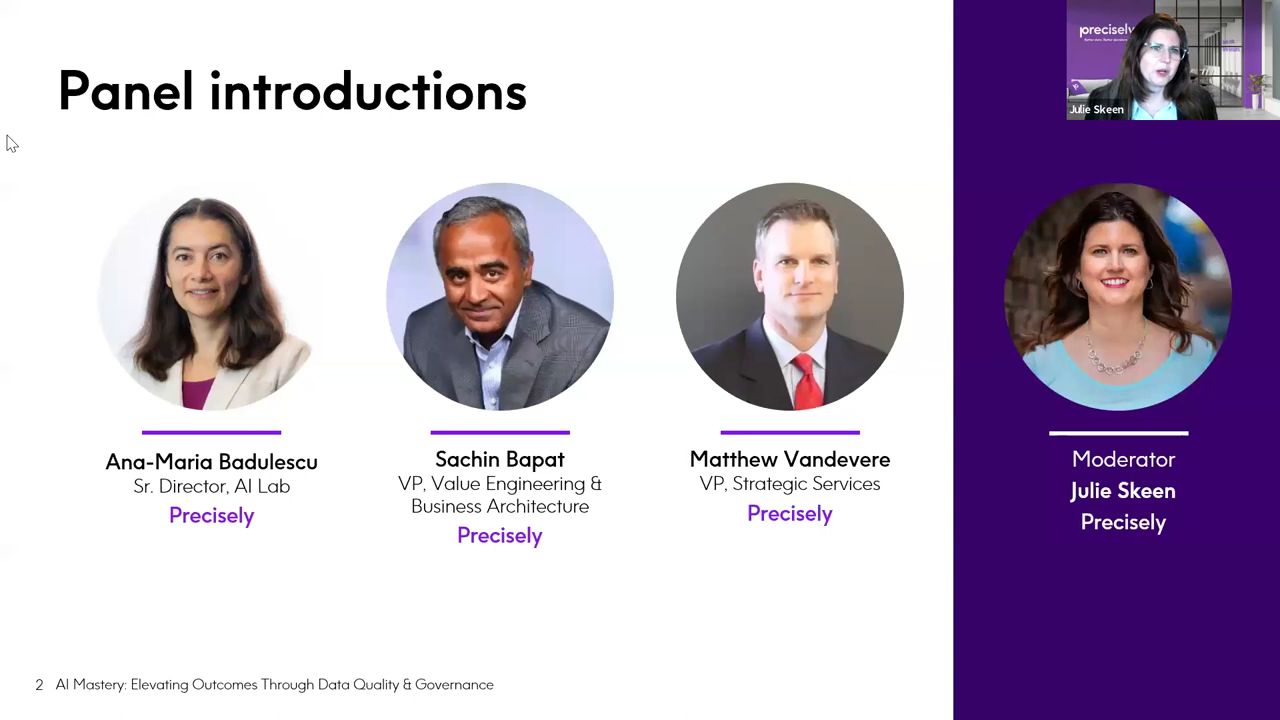 Panel introductions
precisely
Julie Skeen
Ana-Maria Badulescu
Sr. Director, AI Lab
Precisely
Sachin Bapat
VP, Value Engineering &
Business Architecture
Precisely
Matthew Vandevere
VP, Strategic Services
Precisely
Moderator
Julie Skeen
Precisely
2 AI Mastery: Elevating Outcomes Through Data Quality & Governance